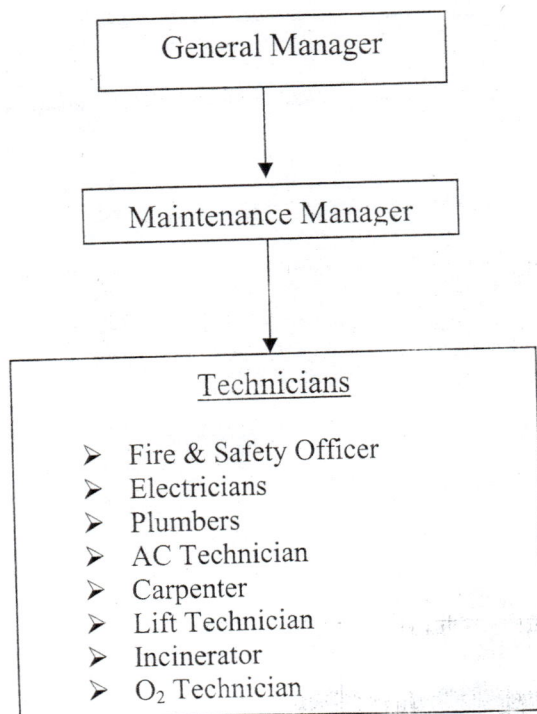 General Manager
Maintenance Manager
Technicians
➢ Fire & Safety Officer
➢ Electricians
➢ Plumbers
➢ AC Technician
➢ Carpenter
➢ Lift Technician
➢ Incinerator
➢ O₂ Technician